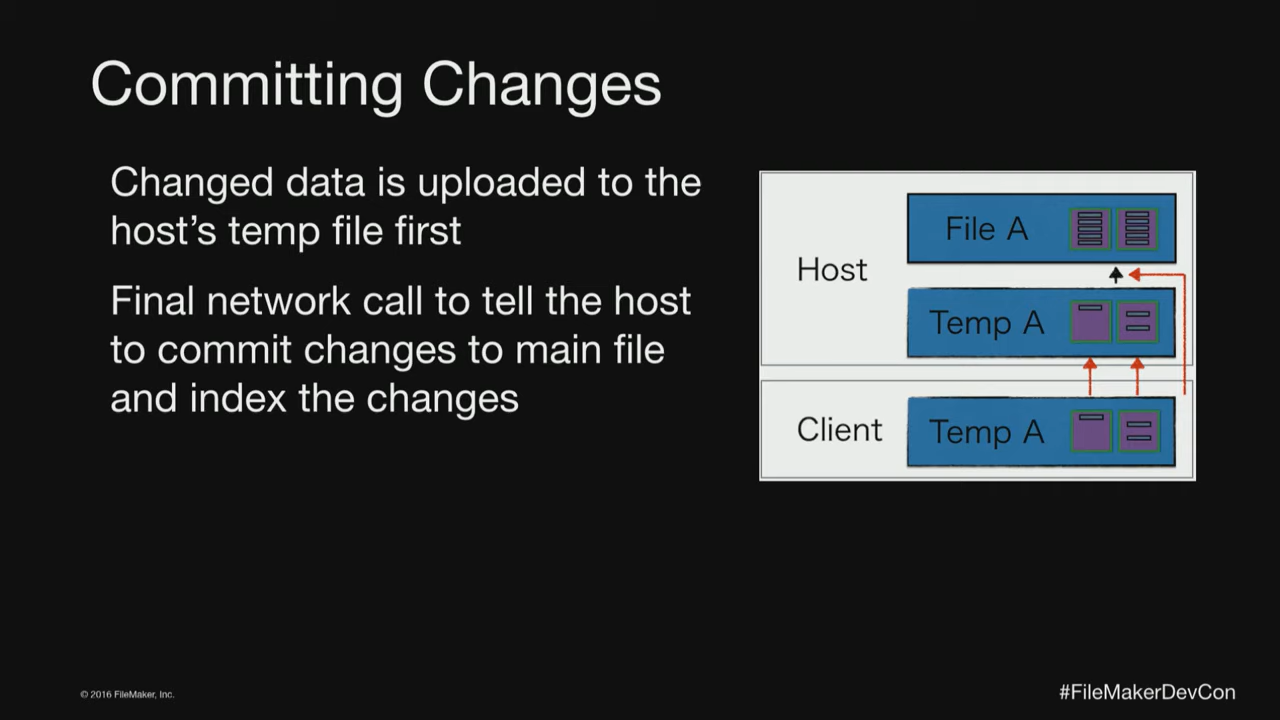 Committing Changes
Changed data is uploaded to the
host’s temp file first
Final network call to tell the host
to commit changes to main file
and index the changes
Host
File A
Temp A
Client
Temp A
© 2016 FileMaker, Inc.
#FileMakerDevCon